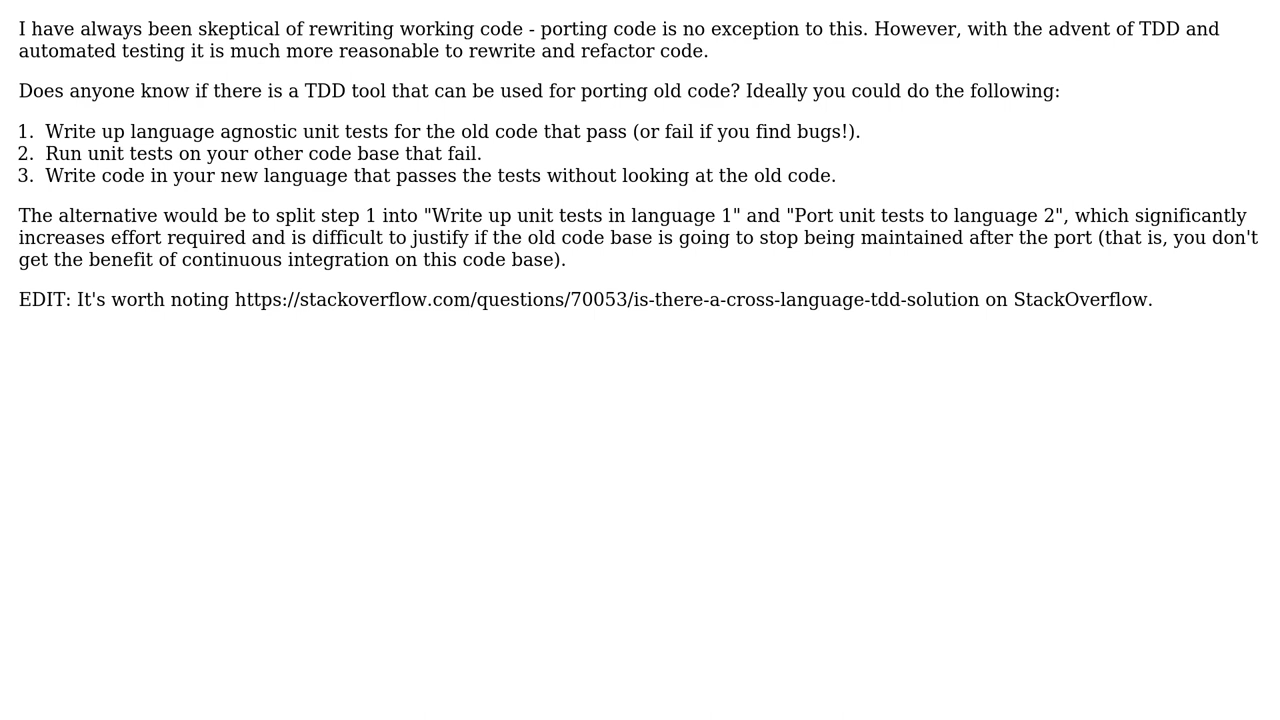 I have always been skeptical of rewriting working code - porting code is no exception to this. However, with the advent of TDD and
automated testing it is much more reasonable to rewrite and refactor code.
Does anyone know if there is a TDD tool that can be used for porting old code? Ideally you could do the following:
1. Write up language agnostic unit tests for the old code that pass (or fail if you find bugs!).
2. Run unit tests on your other code base that fail.
3. Write code in your new language that passes the tests without looking at the old code.
The alternative would be to split step 1 into "Write up unit tests in language 1" and "Port unit tests to language 2", which significantly
increases effort required and is difficult to justify if the old code base is going to stop being maintained after the port (that is, you don't
get the benefit of continuous integration on this code base).
EDIT: It's worth noting https://stackoverflow.com/questions/70053/is-there-a-cross-language-tdd-solution on StackOverflow.